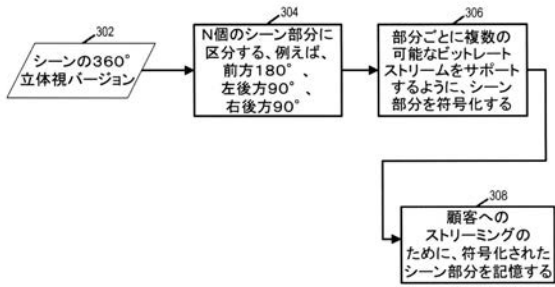 302
シーンの360°
立体視バージョン
304
N個のシーン部分に
区分する、例えば、
前方180°、
左後方90°、
右後方90°
306
部分ごとに複数の
可能なビットレート
ストリームをサポート
するように、シーン
部分を符号化する
308
顧客への
ストリーミングの
ために、符号化された
シーン部分を記憶する